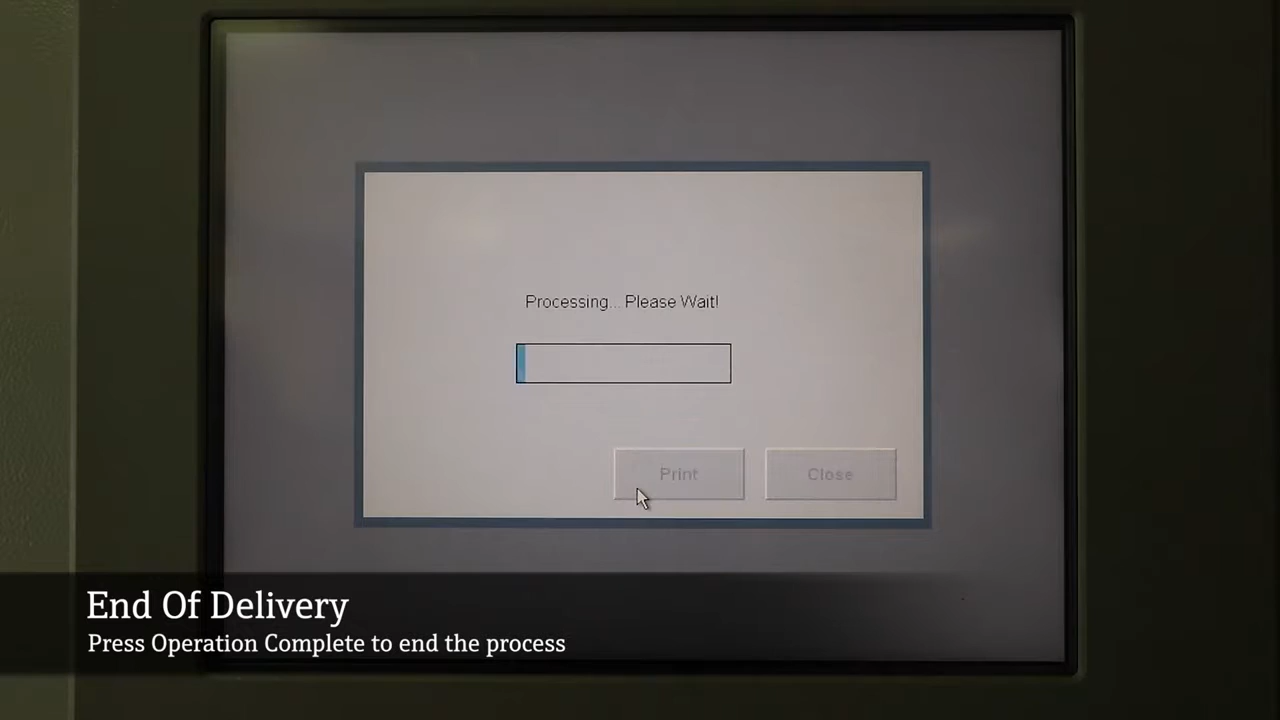 Processing... Please Wait!
Print
Close
End Of Delivery
Press Operation Complete to end the process